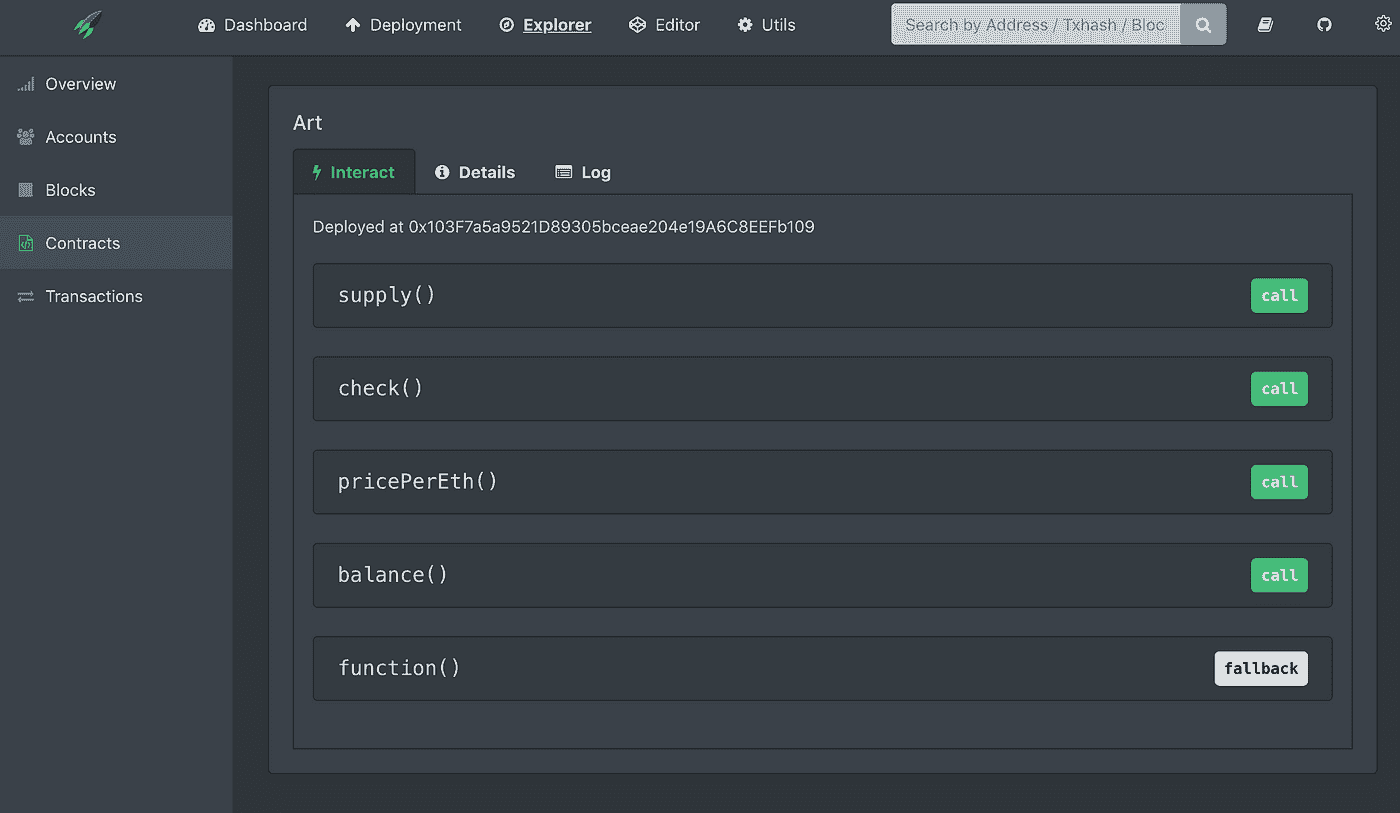 Dashboard Deployment Explorer Editor Utils Search by Address / Txhash / Bloc
Overview
Accounts
Blocks
Contracts
Transactions
Art
Interact Details Log
Deployed at 0x103F7a5a9521D89305bceae204e19A6C8EEFb109
supply() call
check() call
pricePerEth() call
balance() call
function() fallback